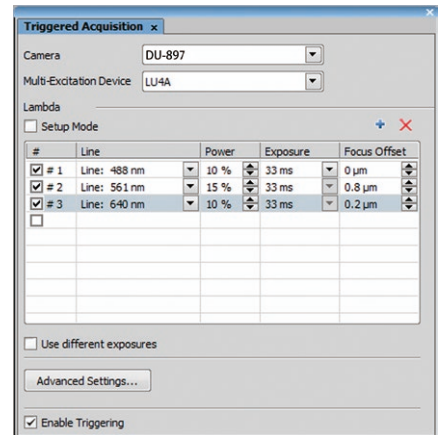 Triggered Acquisition x
Camera DU-897
Multi-Excitation Device LU4A
Lambda
Setup Mode
# Line Power Exposure Focus Offset
# 1 Line: 488 nm 10 % 33 ms 0 µm
# 2 Line: 561 nm 15 % 33 ms 0.8 µm
# 3 Line: 640 nm 10 % 33 ms 0.2 µm
Use different exposures
Advanced Settings...
Enable Triggering